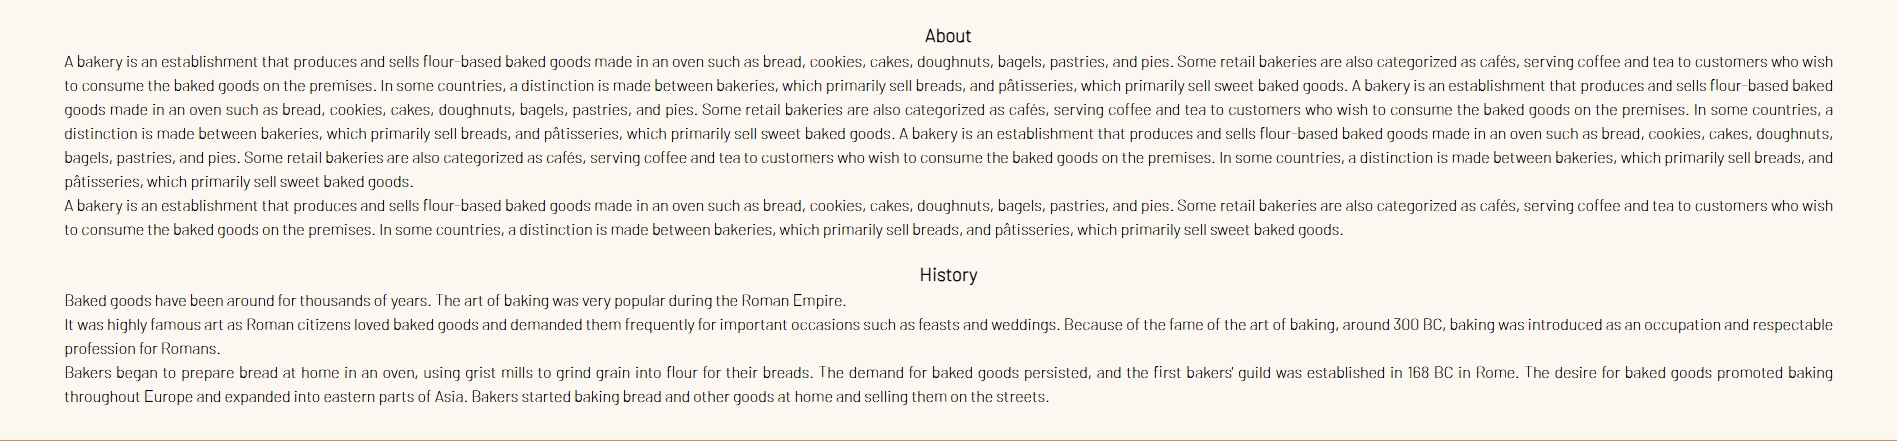 About
A bakery is an establishment that produces and sells flour-based baked goods made in an oven such as bread, cookies, cakes, doughnuts, bagels, pastries, and pies. Some retail bakeries are also categorized as cafés, serving coffee and tea to customers who wish
to consume the baked goods on the premises. In some countries, a distinction is made between bakeries, which primarily sell breads, and pâtisseries, which primarily sell sweet baked goods. A bakery is an establishment that produces and sells flour-based baked
goods made in an oven such as bread, cookies, cakes, doughnuts, bagels, pastries, and pies. Some retail bakeries are also categorized as cafés, serving coffee and tea to customers who wish to consume the baked goods on the premises. In some countries, a
distinction is made between bakeries, which primarily sell breads, and pâtisseries, which primarily sell sweet baked goods. A bakery is an establishment that produces and sells flour-based baked goods made in an oven such as bread, cookies, cakes, doughnuts,
bagels, pastries, and pies. Some retail bakeries are also categorized as cafés, serving coffee and tea to customers who wish to consume the baked goods on the premises. In some countries, a distinction is made between bakeries, which primarily sell breads, and
pâtisseries, which primarily sell sweet baked goods.
A bakery is an establishment that produces and sells flour-based baked goods made in an oven such as bread, cookies, cakes, doughnuts, bagels, pastries, and pies. Some retail bakeries are also categorized as cafés, serving coffee and tea to customers who wish
to consume the baked goods on the premises. In some countries, a distinction is made between bakeries, which primarily sell breads, and pâtisseries, which primarily sell sweet baked goods.
History
Baked goods have been around for thousands of years. The art of baking was very popular during the Roman Empire.
It was highly famous art as Roman citizens loved baked goods and demanded them frequently for important occasions such as feasts and weddings. Because of the fame of the art of baking, around 300 BC, baking was introduced as an occupation and respectable
profession for Romans.
Bakers began to prepare bread at home in an oven, using grist mills to grind grain into flour for their breads. The demand for baked goods persisted, and the first bakers' guild was established in 168 BC in Rome. The desire for baked goods promoted baking
throughout Europe and expanded into eastern parts of Asia. Bakers started baking bread and other goods at home and selling them on the streets.